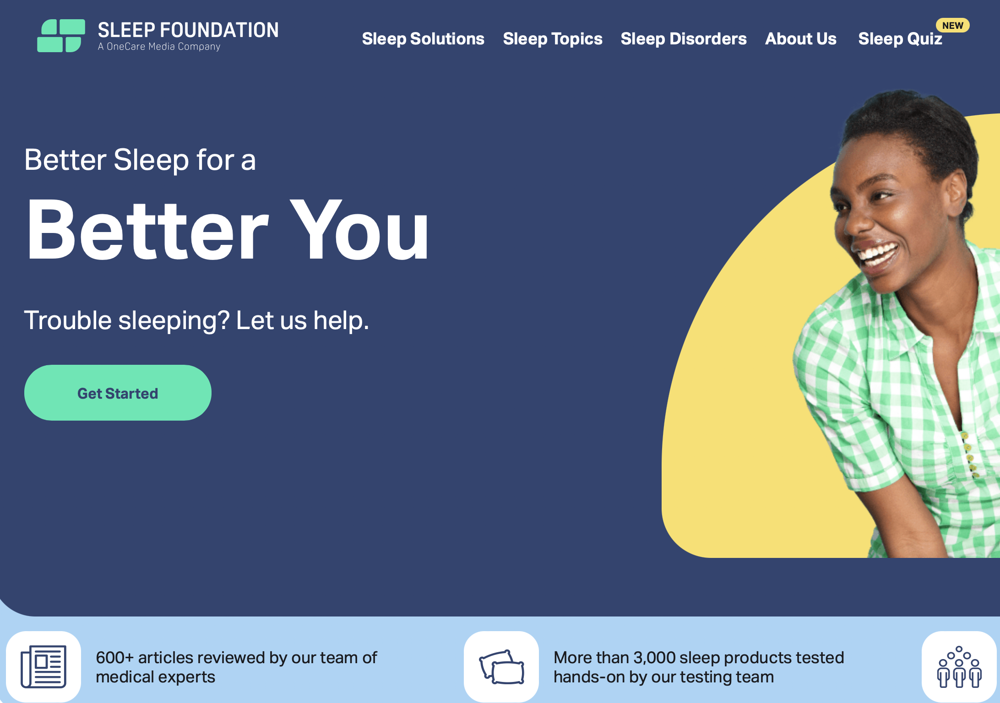 SLEEP FOUNDATION
A OneCare Media Company
Sleep Solutions Sleep Topics Sleep Disorders About Us Sleep Quiz NEW
Better Sleep for a
Better You
Trouble sleeping? Let us help.
Get Started
600+ articles reviewed by our team of
medical experts
More than 3,000 sleep products tested
hands-on by our testing team